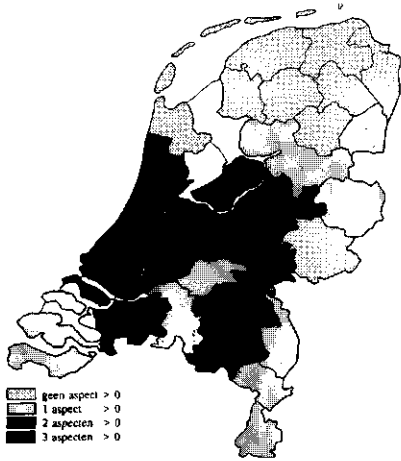 geen aspect > 0
1 aspect > 0
2 aspecten > 0
3 aspecten > 0